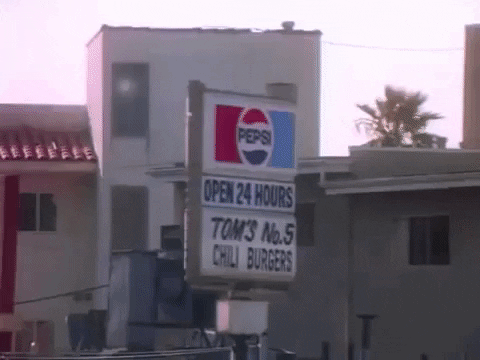 PEPSI
OPEN 24 HOURS
TOM'S No.5
CHILI BURGERS